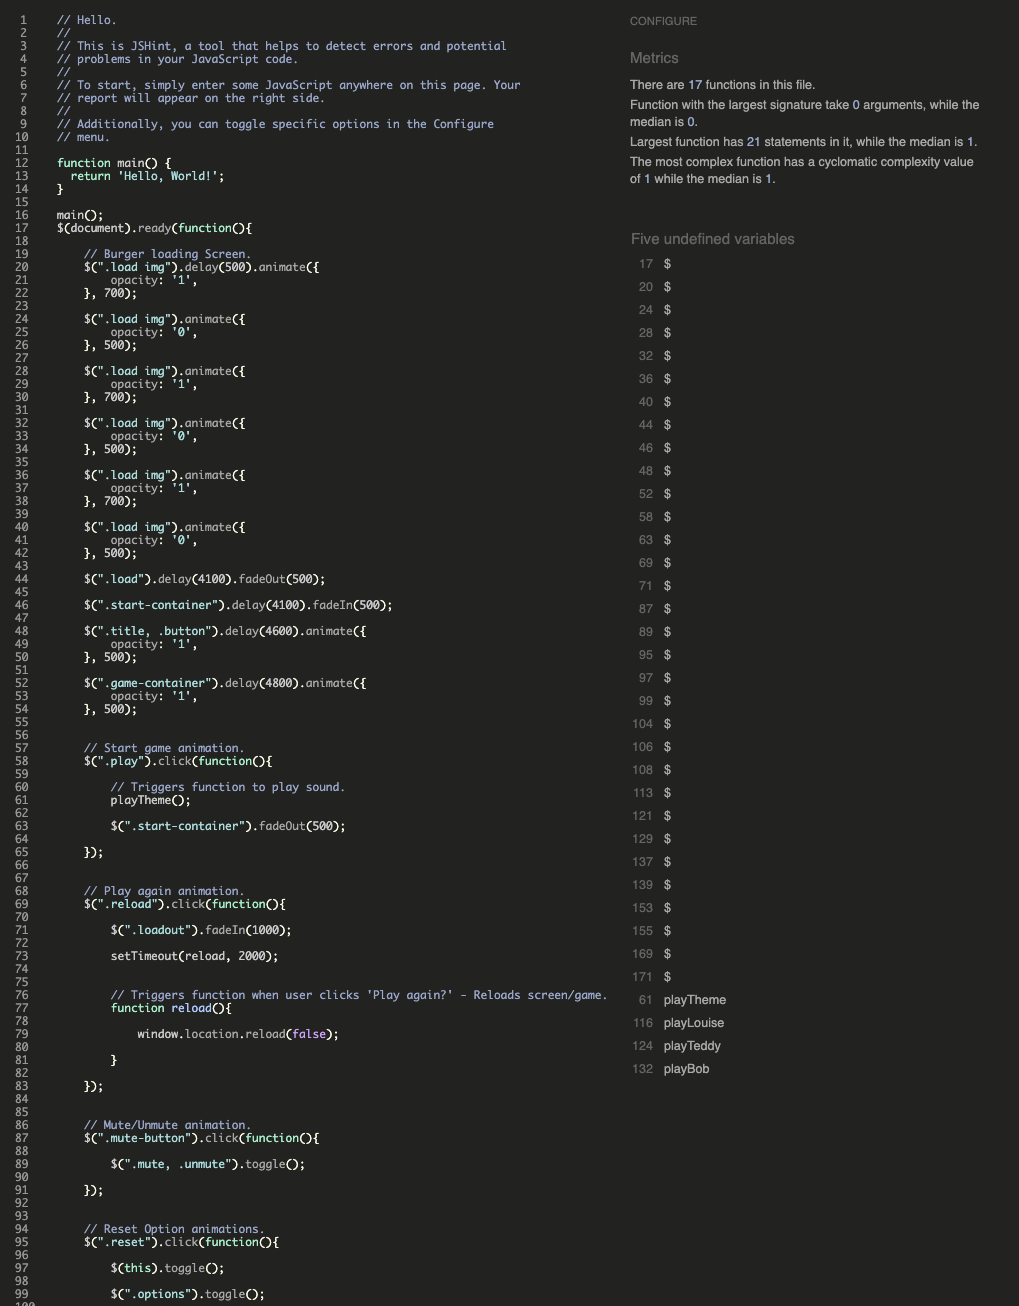 1 // Hello.
2 //
3 // This is JSHint, a tool that helps to detect errors and potential
4 // problems in your JavaScript code.
5 //
6 // To start, simply enter some JavaScript anywhere on this page. Your
7 // report will appear on the right side.
8 //
9 // Additionally, you can toggle specific options in the Configure
10 // menu.
11
12 function main() {
13   return 'Hello, World!';
14 }
15
16 main();
17 $(document).ready(function(){
18
19     // Burger loading Screen.
20     $(".load img").delay(500).animate({
21         opacity: '1',
22     }, 700);
23
24     $(".load img").animate({
25         opacity: '0',
26     }, 500);
27
28     $(".load img").animate({
29         opacity: '1',
30     }, 700);
31
32     $(".load img").animate({
33         opacity: '0',
34     }, 500);
35
36     $(".load img").animate({
37         opacity: '1',
38     }, 700);
39
40     $(".load img").animate({
41         opacity: '0',
42     }, 500);
43
44     $(".load").delay(4100).fadeOut(500);
45
46     $(".start-container").delay(4100).fadeIn(500);
47
48     $(".title, .button").delay(4600).animate({
49         opacity: '1',
50     }, 500);
51
52     $(".game-container").delay(4800).animate({
53         opacity: '1',
54     }, 500);
55
56
57     // Start game animation.
58     $(".play").click(function(){
59
60         // Triggers function to play sound.
61         playTheme();
62
63         $(".start-container").fadeOut(500);
64
65     });
66
67
68     // Play again animation.
69     $(".reload").click(function(){
70
71         $(".loadout").fadeIn(1000);
72
73         setTimeout(reload, 2000);
74
75
76         // Triggers function when user clicks 'Play again?' - Reloads screen/game.
77         function reload(){
78
79             window.location.reload(false);
80
81         }
82
83     });
84
85
86     // Mute/Unmute animation.
87     $(".mute-button").click(function(){
88
89         $(".mute, .unmute").toggle();
90
91     });
92
93
94     // Reset Option animations.
95     $(".reset").click(function(){
96
97         $(this).toggle();
98
99         $(".options").toggle();
100
CONFIGURE
Metrics
There are 17 functions in this file.
Function with the largest signature take 0 arguments, while the
median is 0.
Largest function has 21 statements in it, while the median is 1.
The most complex function has a cyclomatic complexity value
of 1 while the median is 1.
Five undefined variables
17 $
20 $
24 $
28 $
32 $
36 $
40 $
44 $
46 $
48 $
52 $
58 $
63 $
69 $
71 $
87 $
89 $
95 $
97 $
99 $
104 $
106 $
108 $
113 $
121 $
129 $
137 $
139 $
153 $
155 $
169 $
171 $
61 playTheme
116 playLouise
124 playTeddy
132 playBob